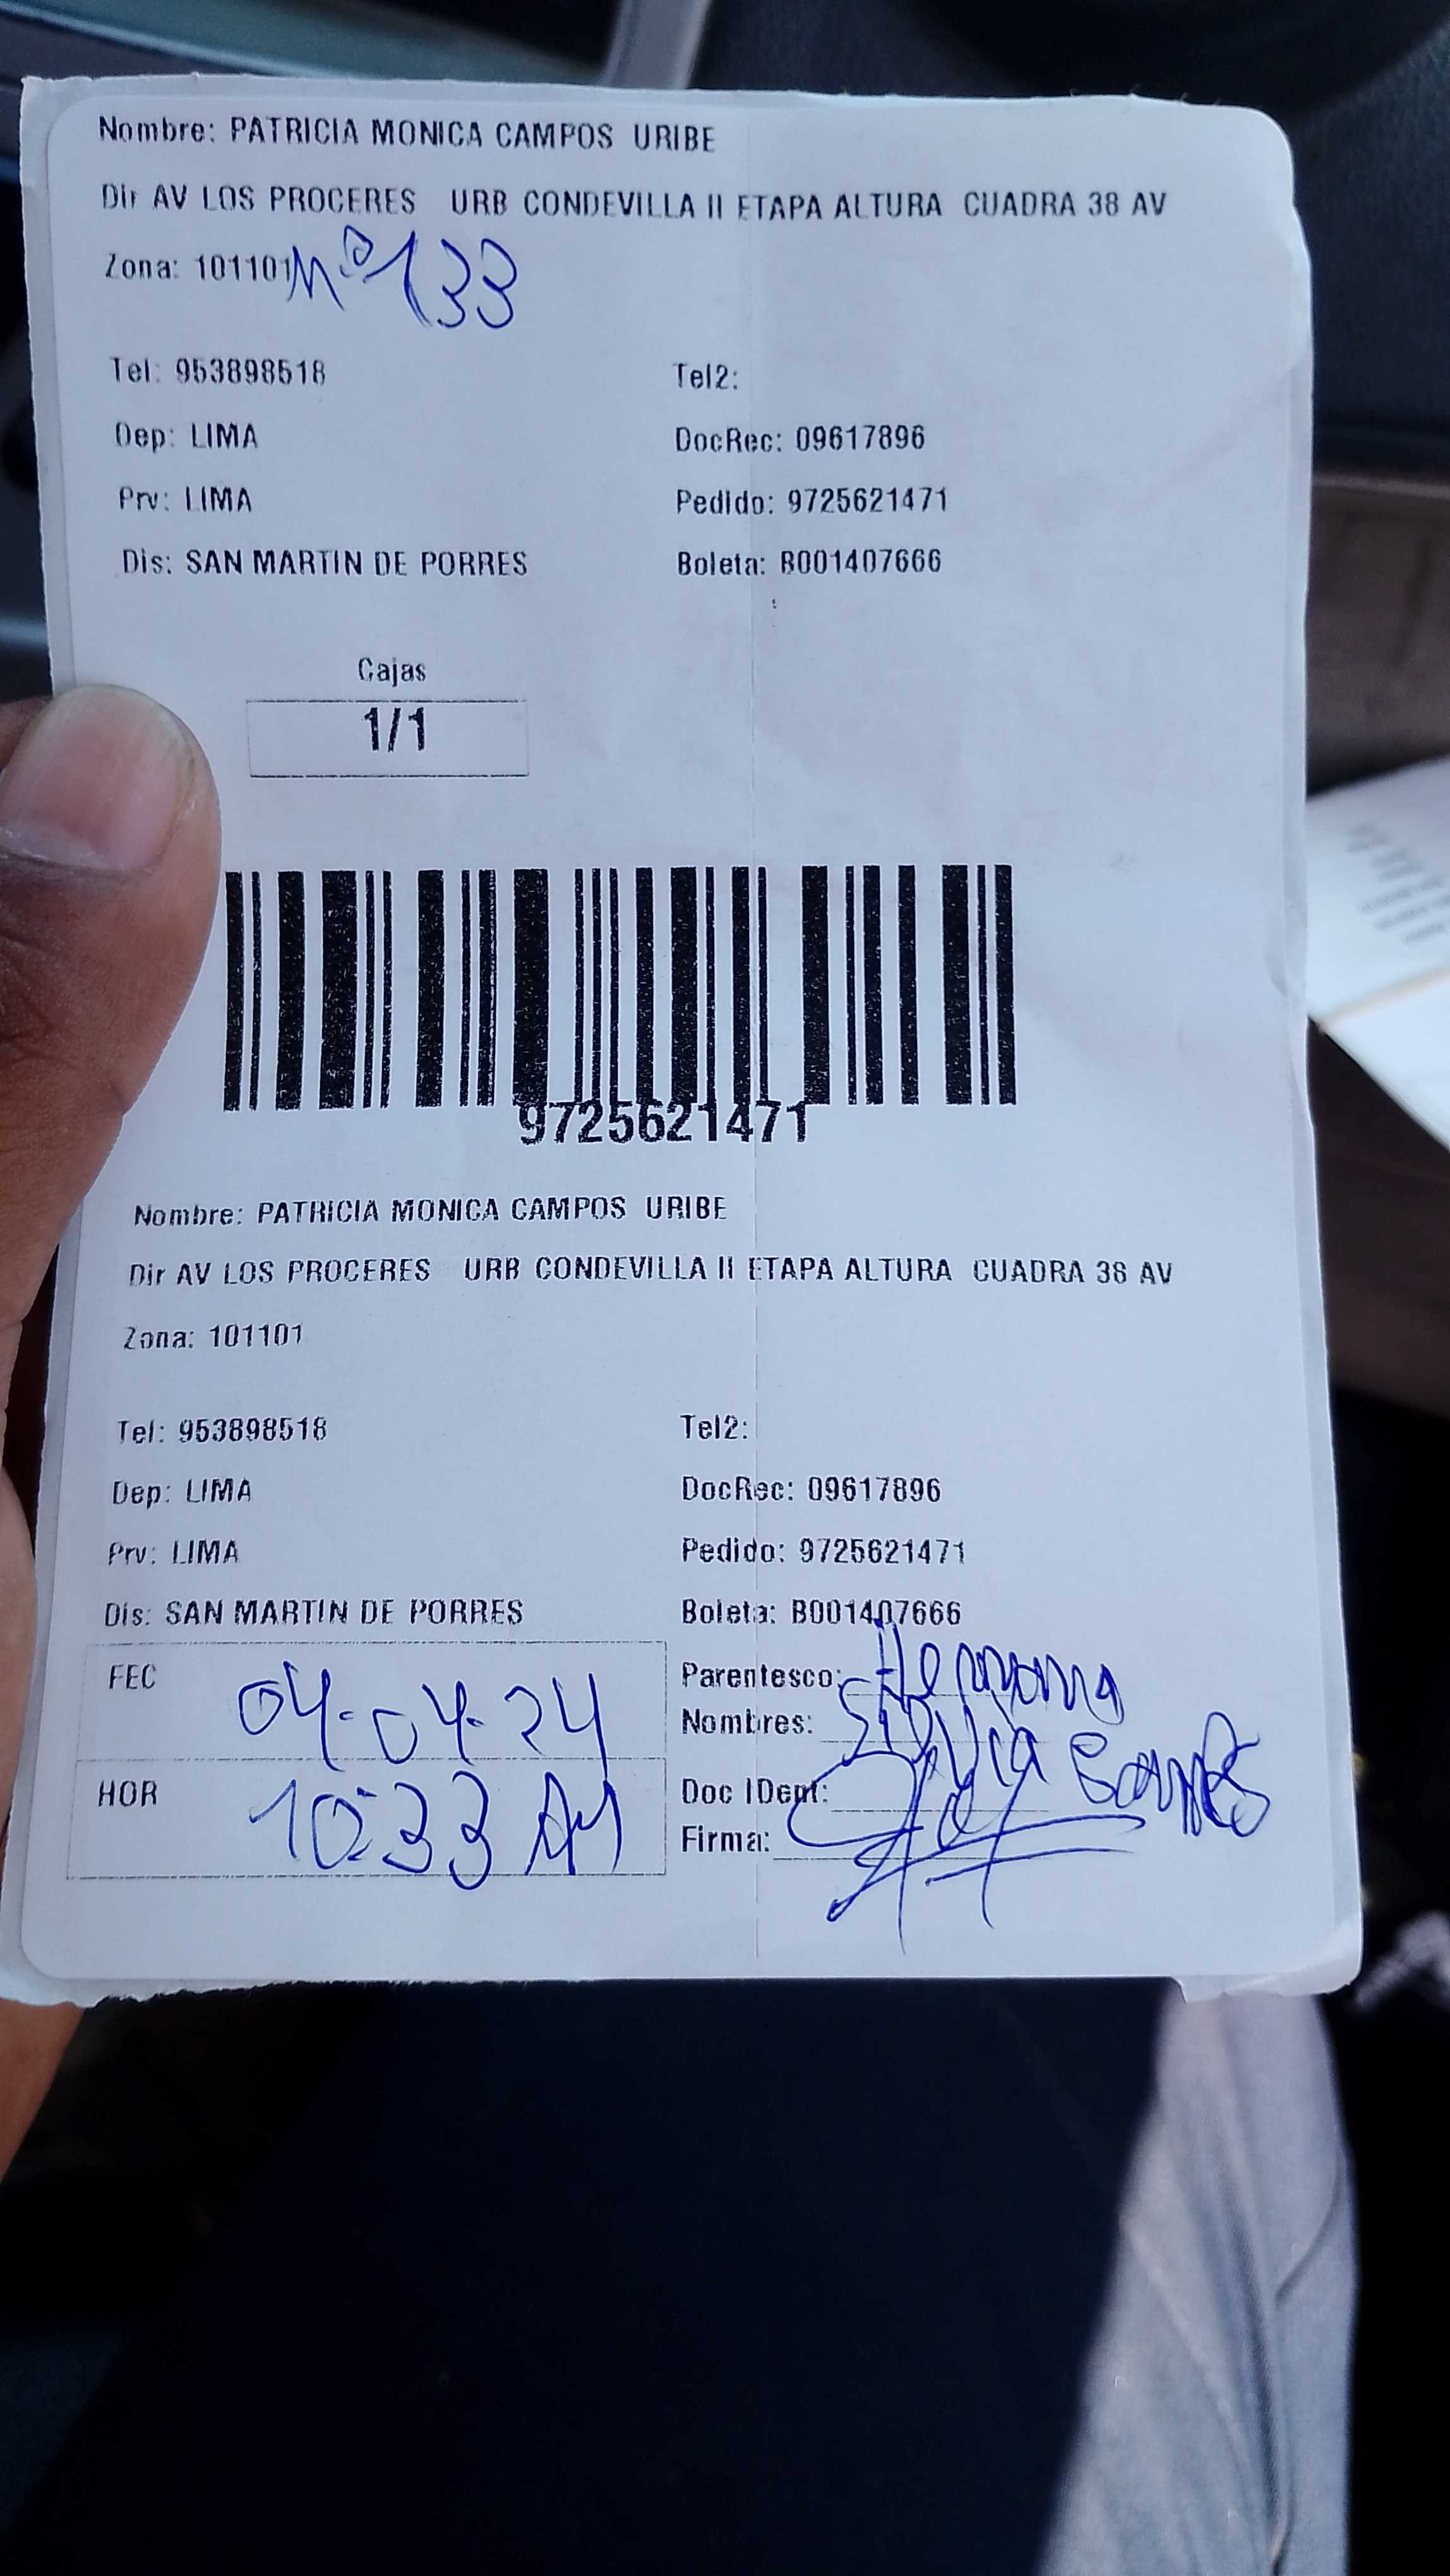 Nombre: PATRICIA MONICA CAMPOS URIBE
Dir AV LOS PROCERES URB CONDEVILLA II ETAPA ALTURA CUADRA 38 AV
Zona: 101101 Nº 133
Tel: 953898518 Tel2:
Dep: LIMA DocRec: 09617896
Prv: LIMA Pedido: 9725621471
Dis: SAN MARTIN DE PORRES Boleta: B001407666
Cajas
1/1
9725621471
Nombre: PATRICIA MONICA CAMPOS URIBE
Dir AV LOS PROCERES URB CONDEVILLA II ETAPA ALTURA CUADRA 38 AV
Zona: 101101
Tel: 953898518 Tel2:
Dep: LIMA DocRec: 09617896
Prv: LIMA Pedido: 9725621471
Dis: SAN MARTIN DE PORRES Boleta: B001407666
FEC 04-04-24 Parentesco: Hermana
Nombres: Silvia
HOR 10:33 AM Doc IDent:
Firma: